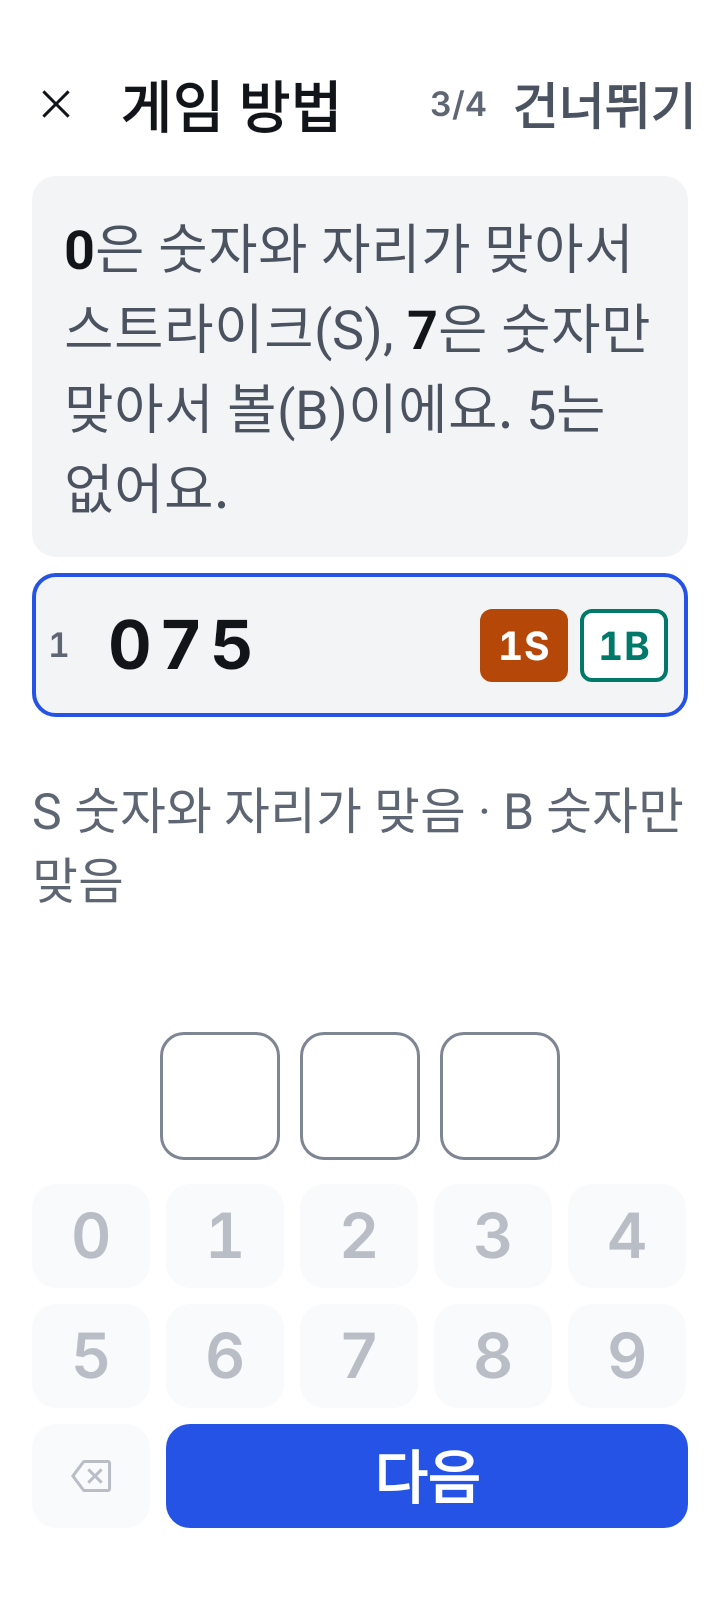 게임 방법
3/4 건너뛰기
0은 숫자와 자리가 맞아서
스트라이크(S), 7은 숫자만
맞아서 볼(B)이에요. 5는
없어요.
1 075 1S 1B
S 숫자와 자리가 맞음 · B 숫자만
맞음
0 1 2 3 4
5 6 7 8 9
다음